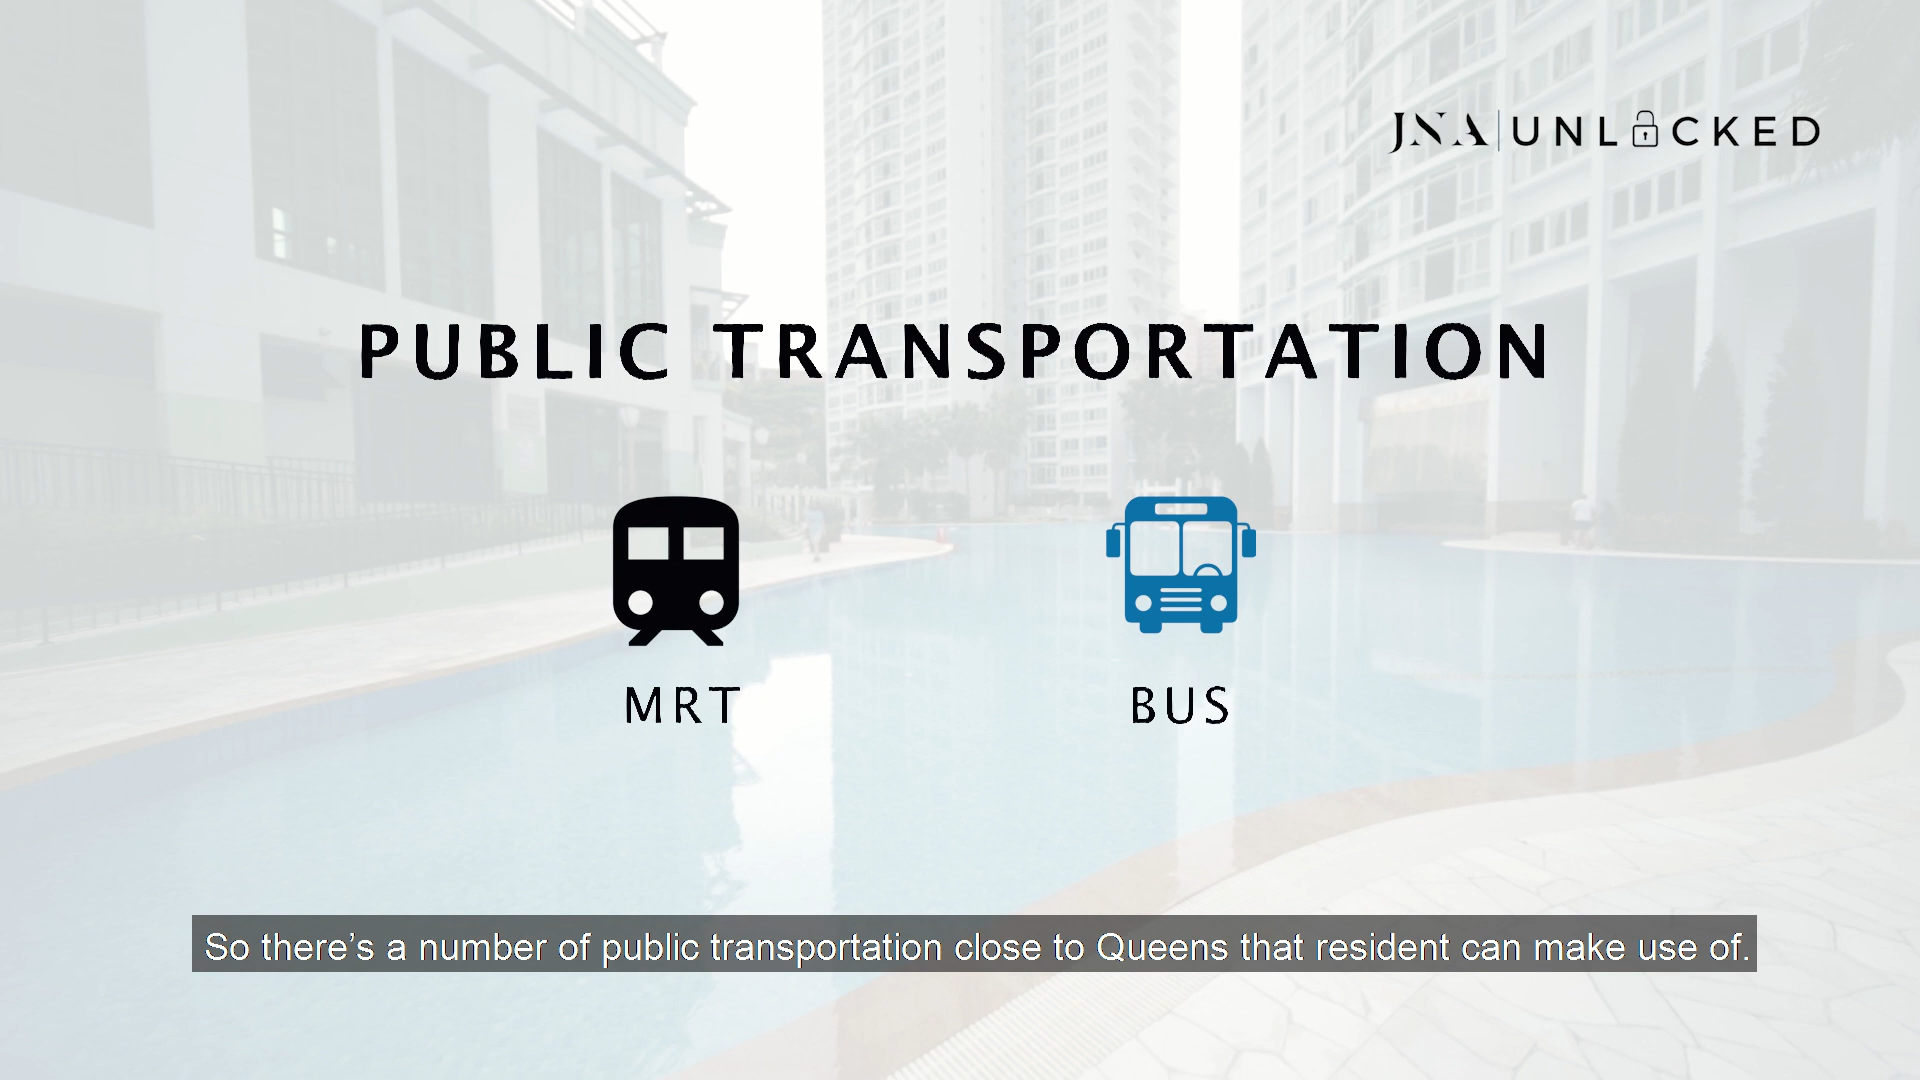 JNA UNLOCKED
PUBLIC TRANSPORTATION
MRT
BUS
So there's a number of public transportation close to Queens that resident can make use of.